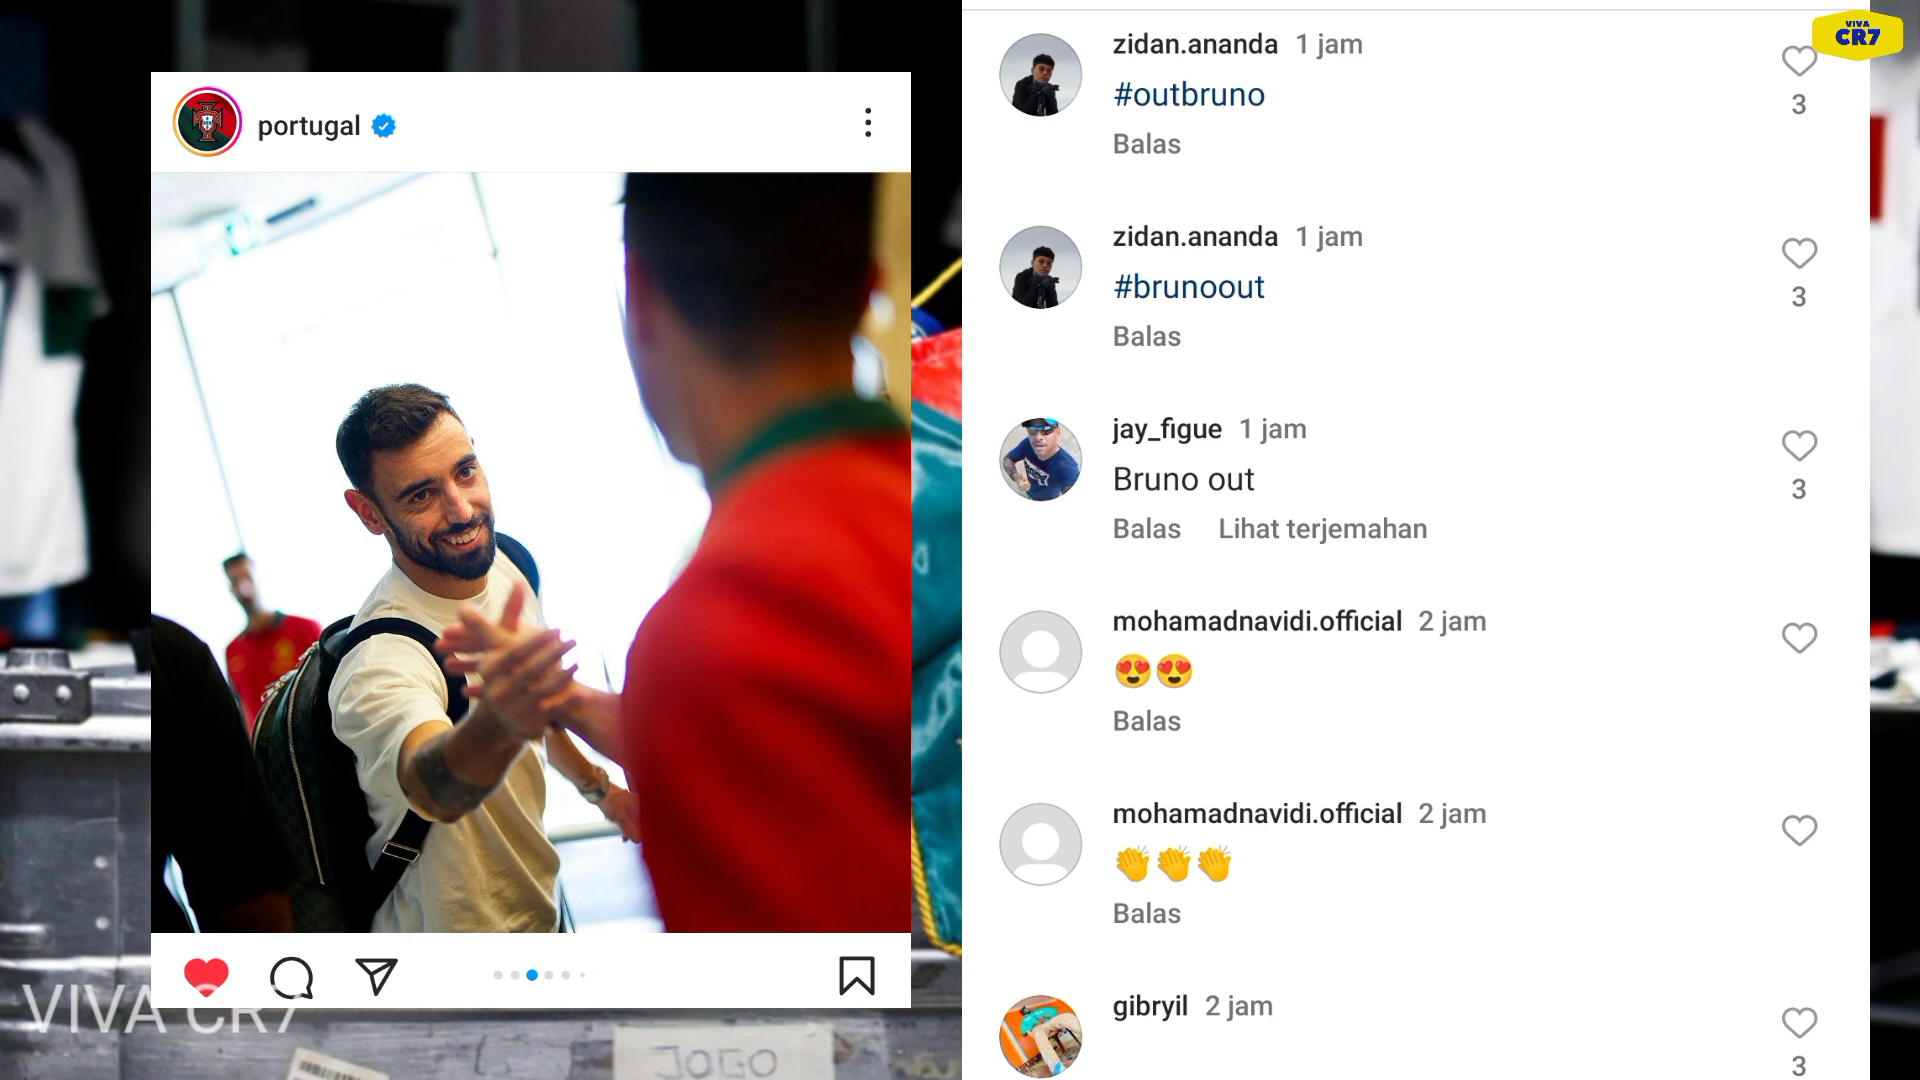 portugal
VIVA CR7
JOGO
zidan.ananda 1 jam
#outbruno
Balas
3
zidan.ananda 1 jam
#brunoout
Balas
3
jay_figue 1 jam
Bruno out
Balas Lihat terjemahan
3
mohamadnavidi.official 2 jam
😍😍
Balas
mohamadnavidi.official 2 jam
👏👏👏
Balas
gibryil 2 jam
3
VIVA
CR7